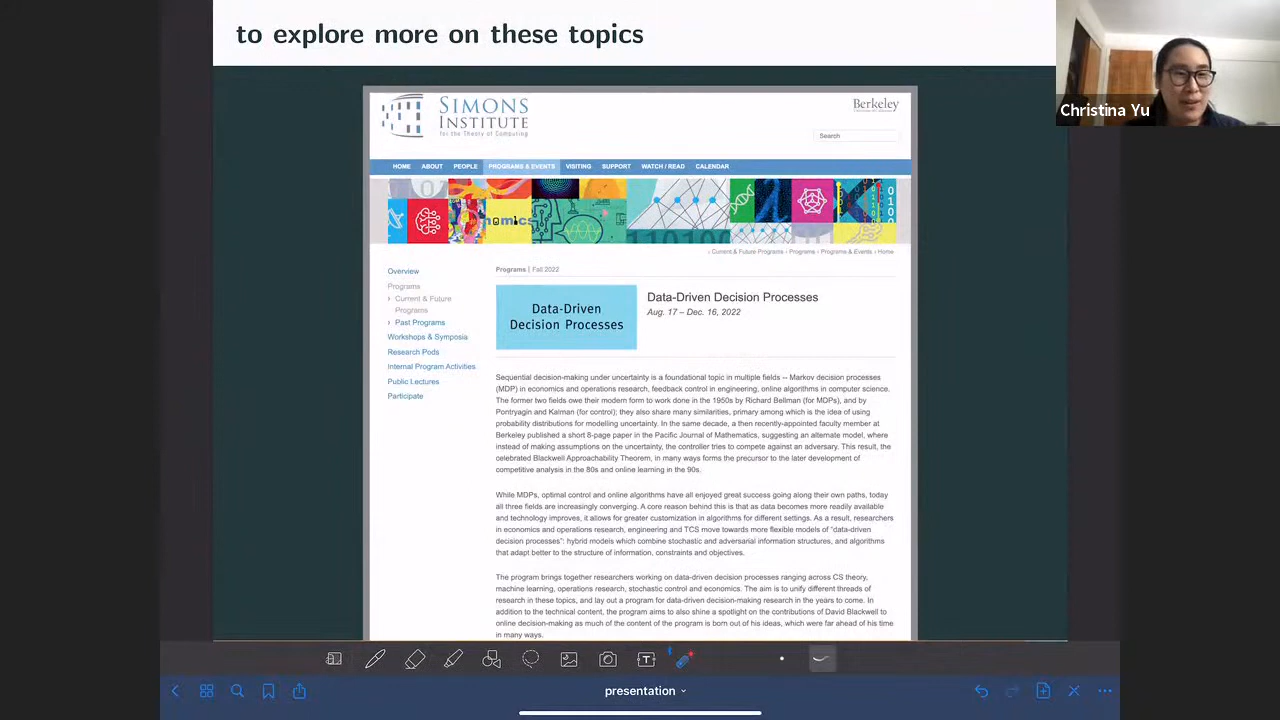 to explore more on these topics
Christina Yu
SIMONS
INSTITUTE
for the Theory of Computing
Berkeley
Search
HOME ABOUT PEOPLE PROGRAMS & EVENTS VISITING SUPPORT WATCH / READ CALENDAR
› Current & Future Programs › Programs › Programs & Events › Home
Overview
Programs
› Current & Future
Programs
› Past Programs
Workshops & Symposia
Research Pods
Internal Program Activities
Public Lectures
Participate
Programs | Fall 2022
Data-Driven
Decision Processes
Data-Driven Decision Processes
Aug. 17 – Dec. 16, 2022
Sequential decision-making under uncertainty is a foundational topic in multiple fields -- Markov decision processes
(MDP) in economics and operations research, feedback control in engineering, online algorithms in computer science.
The former two fields owe their modern form to work done in the 1950s by Richard Bellman (for MDPs), and by
Pontryagin and Kalman (for control); they also share many similarities, primary among which is the idea of using
probability distributions for modelling uncertainty. In the same decade, a then recently-appointed faculty member at
Berkeley published a short 8-page paper in the Pacific Journal of Mathematics, suggesting an alternate model, where
instead of making assumptions on the uncertainty, the controller tries to compete against an adversary. This result, the
celebrated Blackwell Approachability Theorem, in many ways forms the precursor to the later development of
competitive analysis in the 80s and online learning in the 90s.
While MDPs, optimal control and online algorithms have all enjoyed great success going along their own paths, today
all three fields are increasingly converging. A core reason behind this is that as data becomes more readily available
and technology improves, it allows for greater customization in algorithms for different settings. As a result, researchers
in economics and operations research, engineering and TCS move towards more flexible models of "data-driven
decision processes": hybrid models which combine stochastic and adversarial information structures, and algorithms
that adapt better to the structure of information, constraints and objectives.
The program brings together researchers working on data-driven decision processes ranging across CS theory,
machine learning, operations research, stochastic control and economics. The aim is to unify different threads of
research in these topics, and lay out a program for data-driven decision-making research in the years to come. In
addition to the technical content, the program aims to also shine a spotlight on the contributions of David Blackwell to
online decision-making as much of the content of the program is born out of his ideas, which were far ahead of his time
in many ways.
presentation